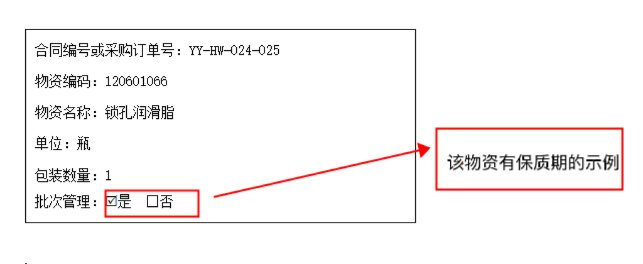 合同编号或采购订单号：YY-HW-024-025
物资编码：120601066
物资名称：锁孔润滑脂
单位：瓶
包装数量：1
批次管理：☑是 □否
该物资有保质期的示例